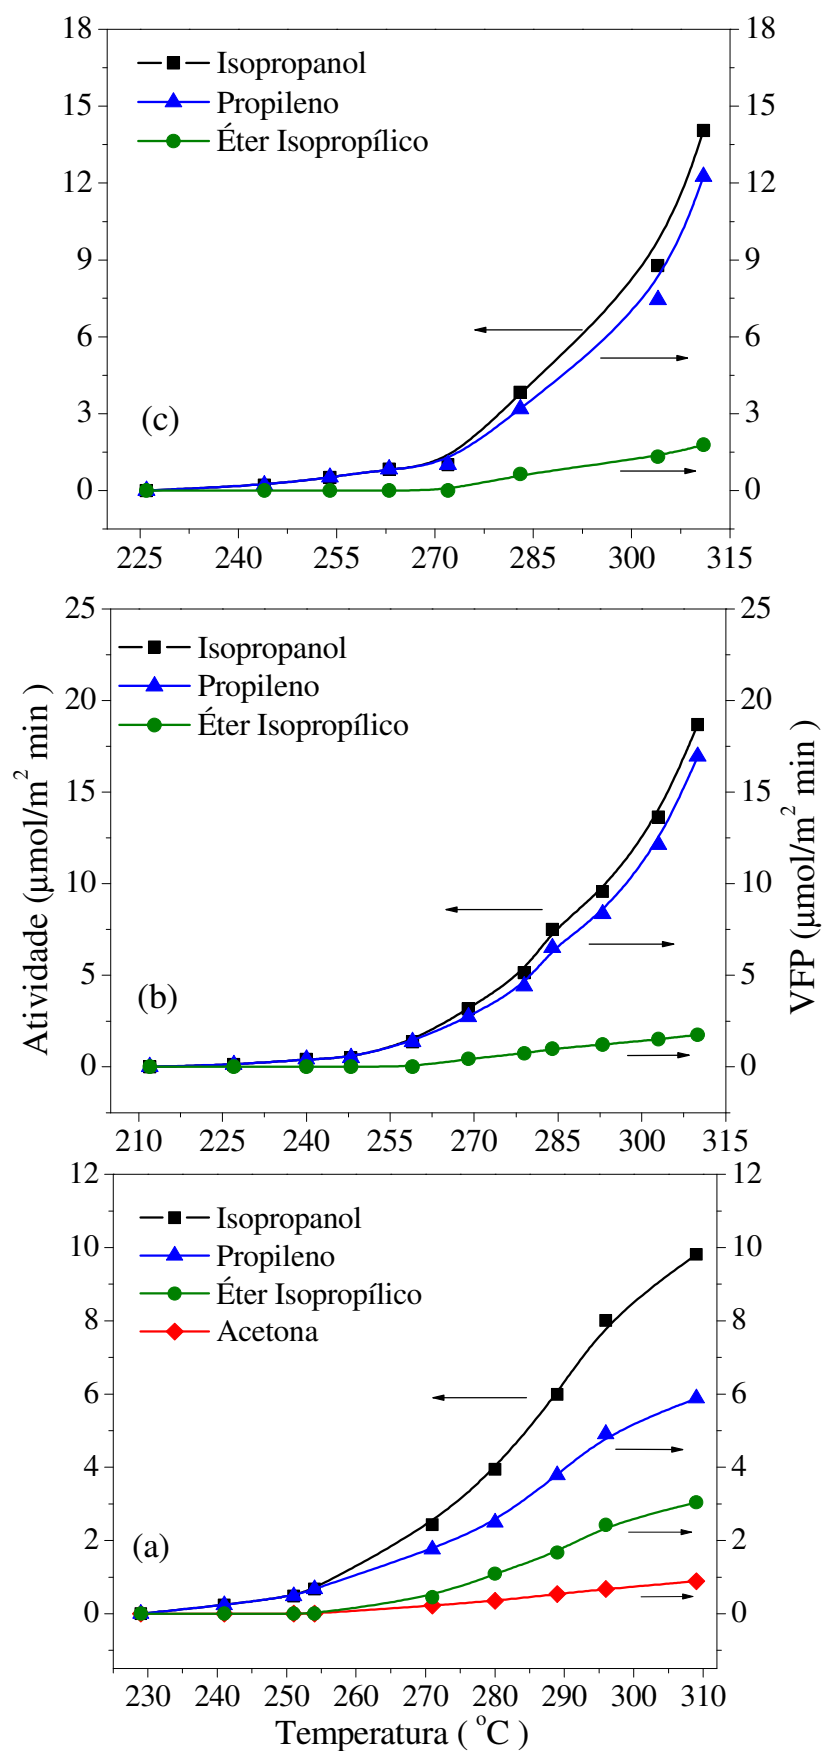 18
18
Isopropanol
15
15
Propileno
Éter Isopropílico
12
12
9
9
6
6
(c)
3
3
0
0
225 240 255 270 285 300 315
25
25
Isopropanol
Propileno
20
20
Éter Isopropílico
15
15
10
10
5
5
(b)
0
0
210 225 240 255 270 285 300 315
Atividade (μmol/m² min )
VFP (μmol/m² min )
12
12
Isopropanol
10
10
Propileno
Éter Isopropílico
8
8
Acetona
6
6
4
4
2
2
(a)
0
0
230 240 250 260 270 280 290 300 310
Temperatura ( °C )